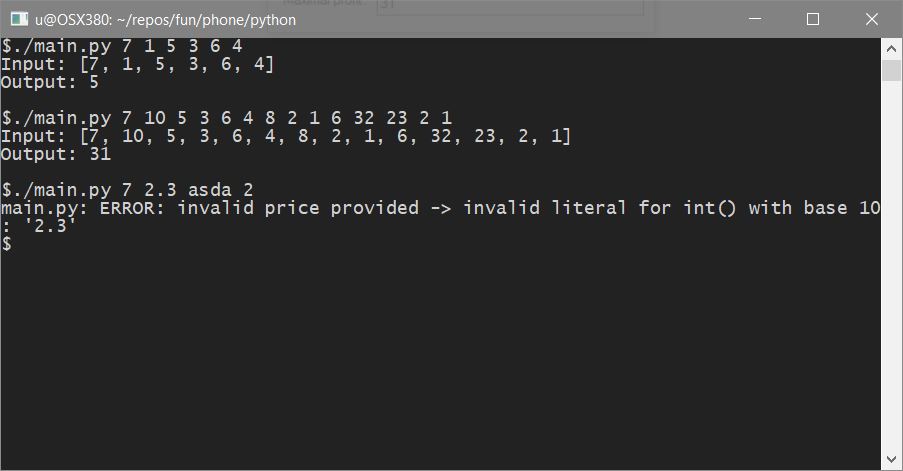 Maximal profit
31
u@OSX380: ~/repos/fun/phone/python
$./main.py 7 1 5 3 6 4
Input: [7, 1, 5, 3, 6, 4]
Output: 5
$./main.py 7 10 5 3 6 4 8 2 1 6 32 23 2 1
Input: [7, 10, 5, 3, 6, 4, 8, 2, 1, 6, 32, 23, 2, 1]
Output: 31
$./main.py 7 2.3 asda 2
main.py: ERROR: invalid price provided -> invalid literal for int() with base 10
: '2.3'
$